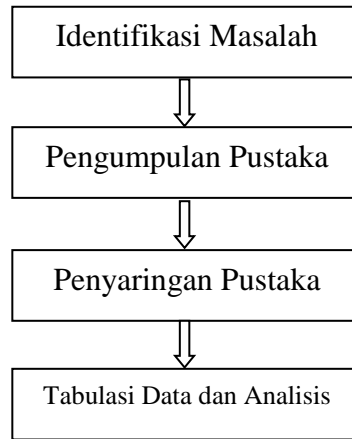 Identifikasi Masalah
Pengumpulan Pustaka
Penyaringan Pustaka
Tabulasi Data dan Analisis